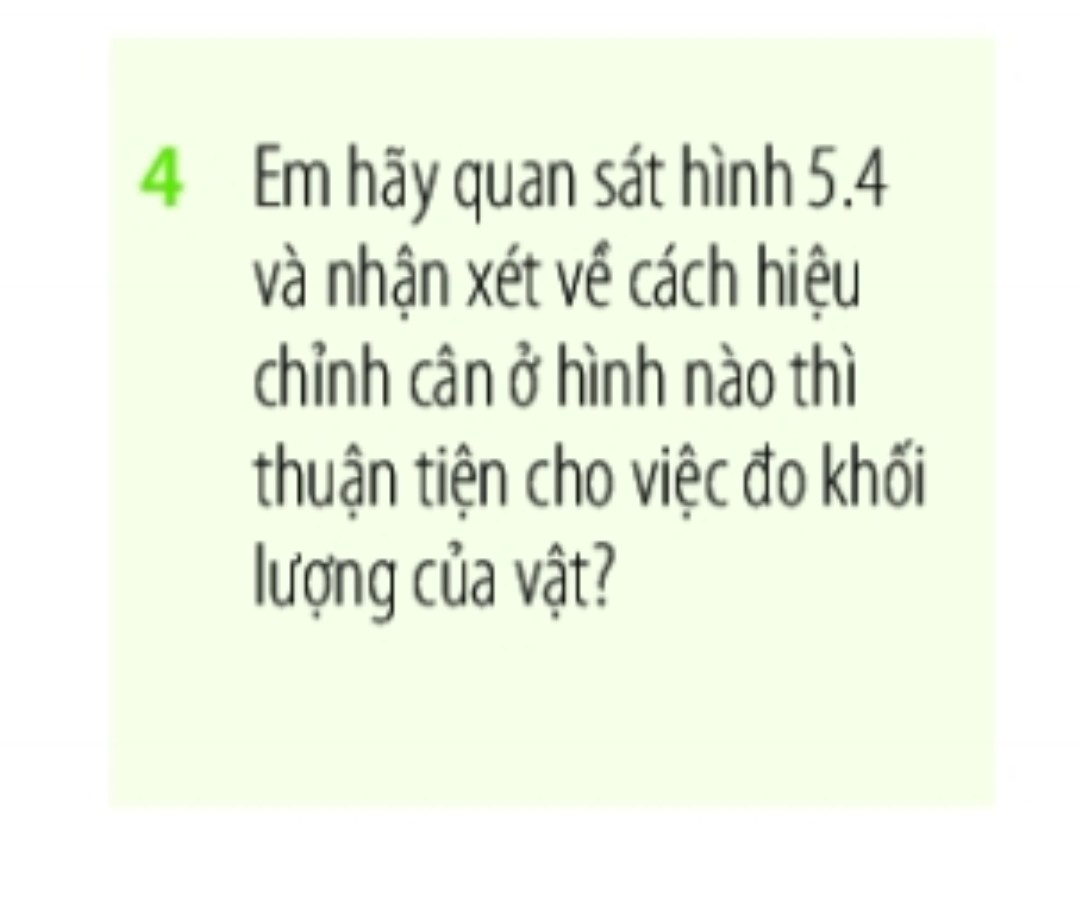 4 Em hãy quan sát hình 5.4
và nhận xét về cách hiệu
chỉnh cân ở hình nào thì
thuận tiện cho việc đo khối
lượng của vật?